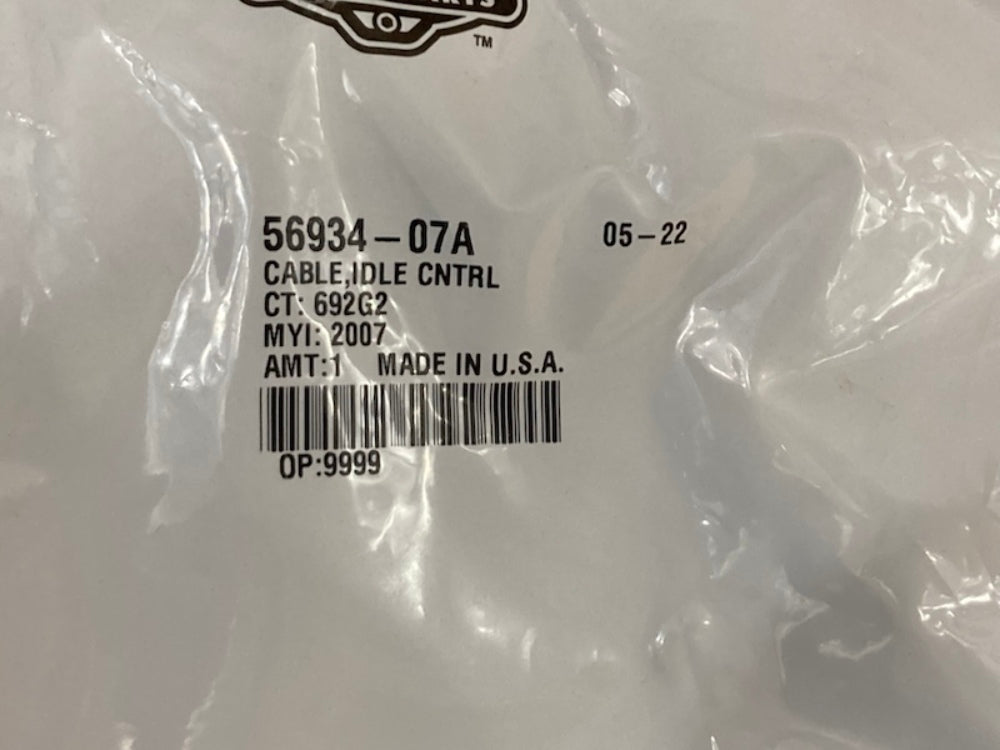 TM
56934-07A 05-22
CABLE,IDLE CNTRL
CT: 692G2
MYI: 2007
AMT:1 MADE IN U.S.A.
OP:9999